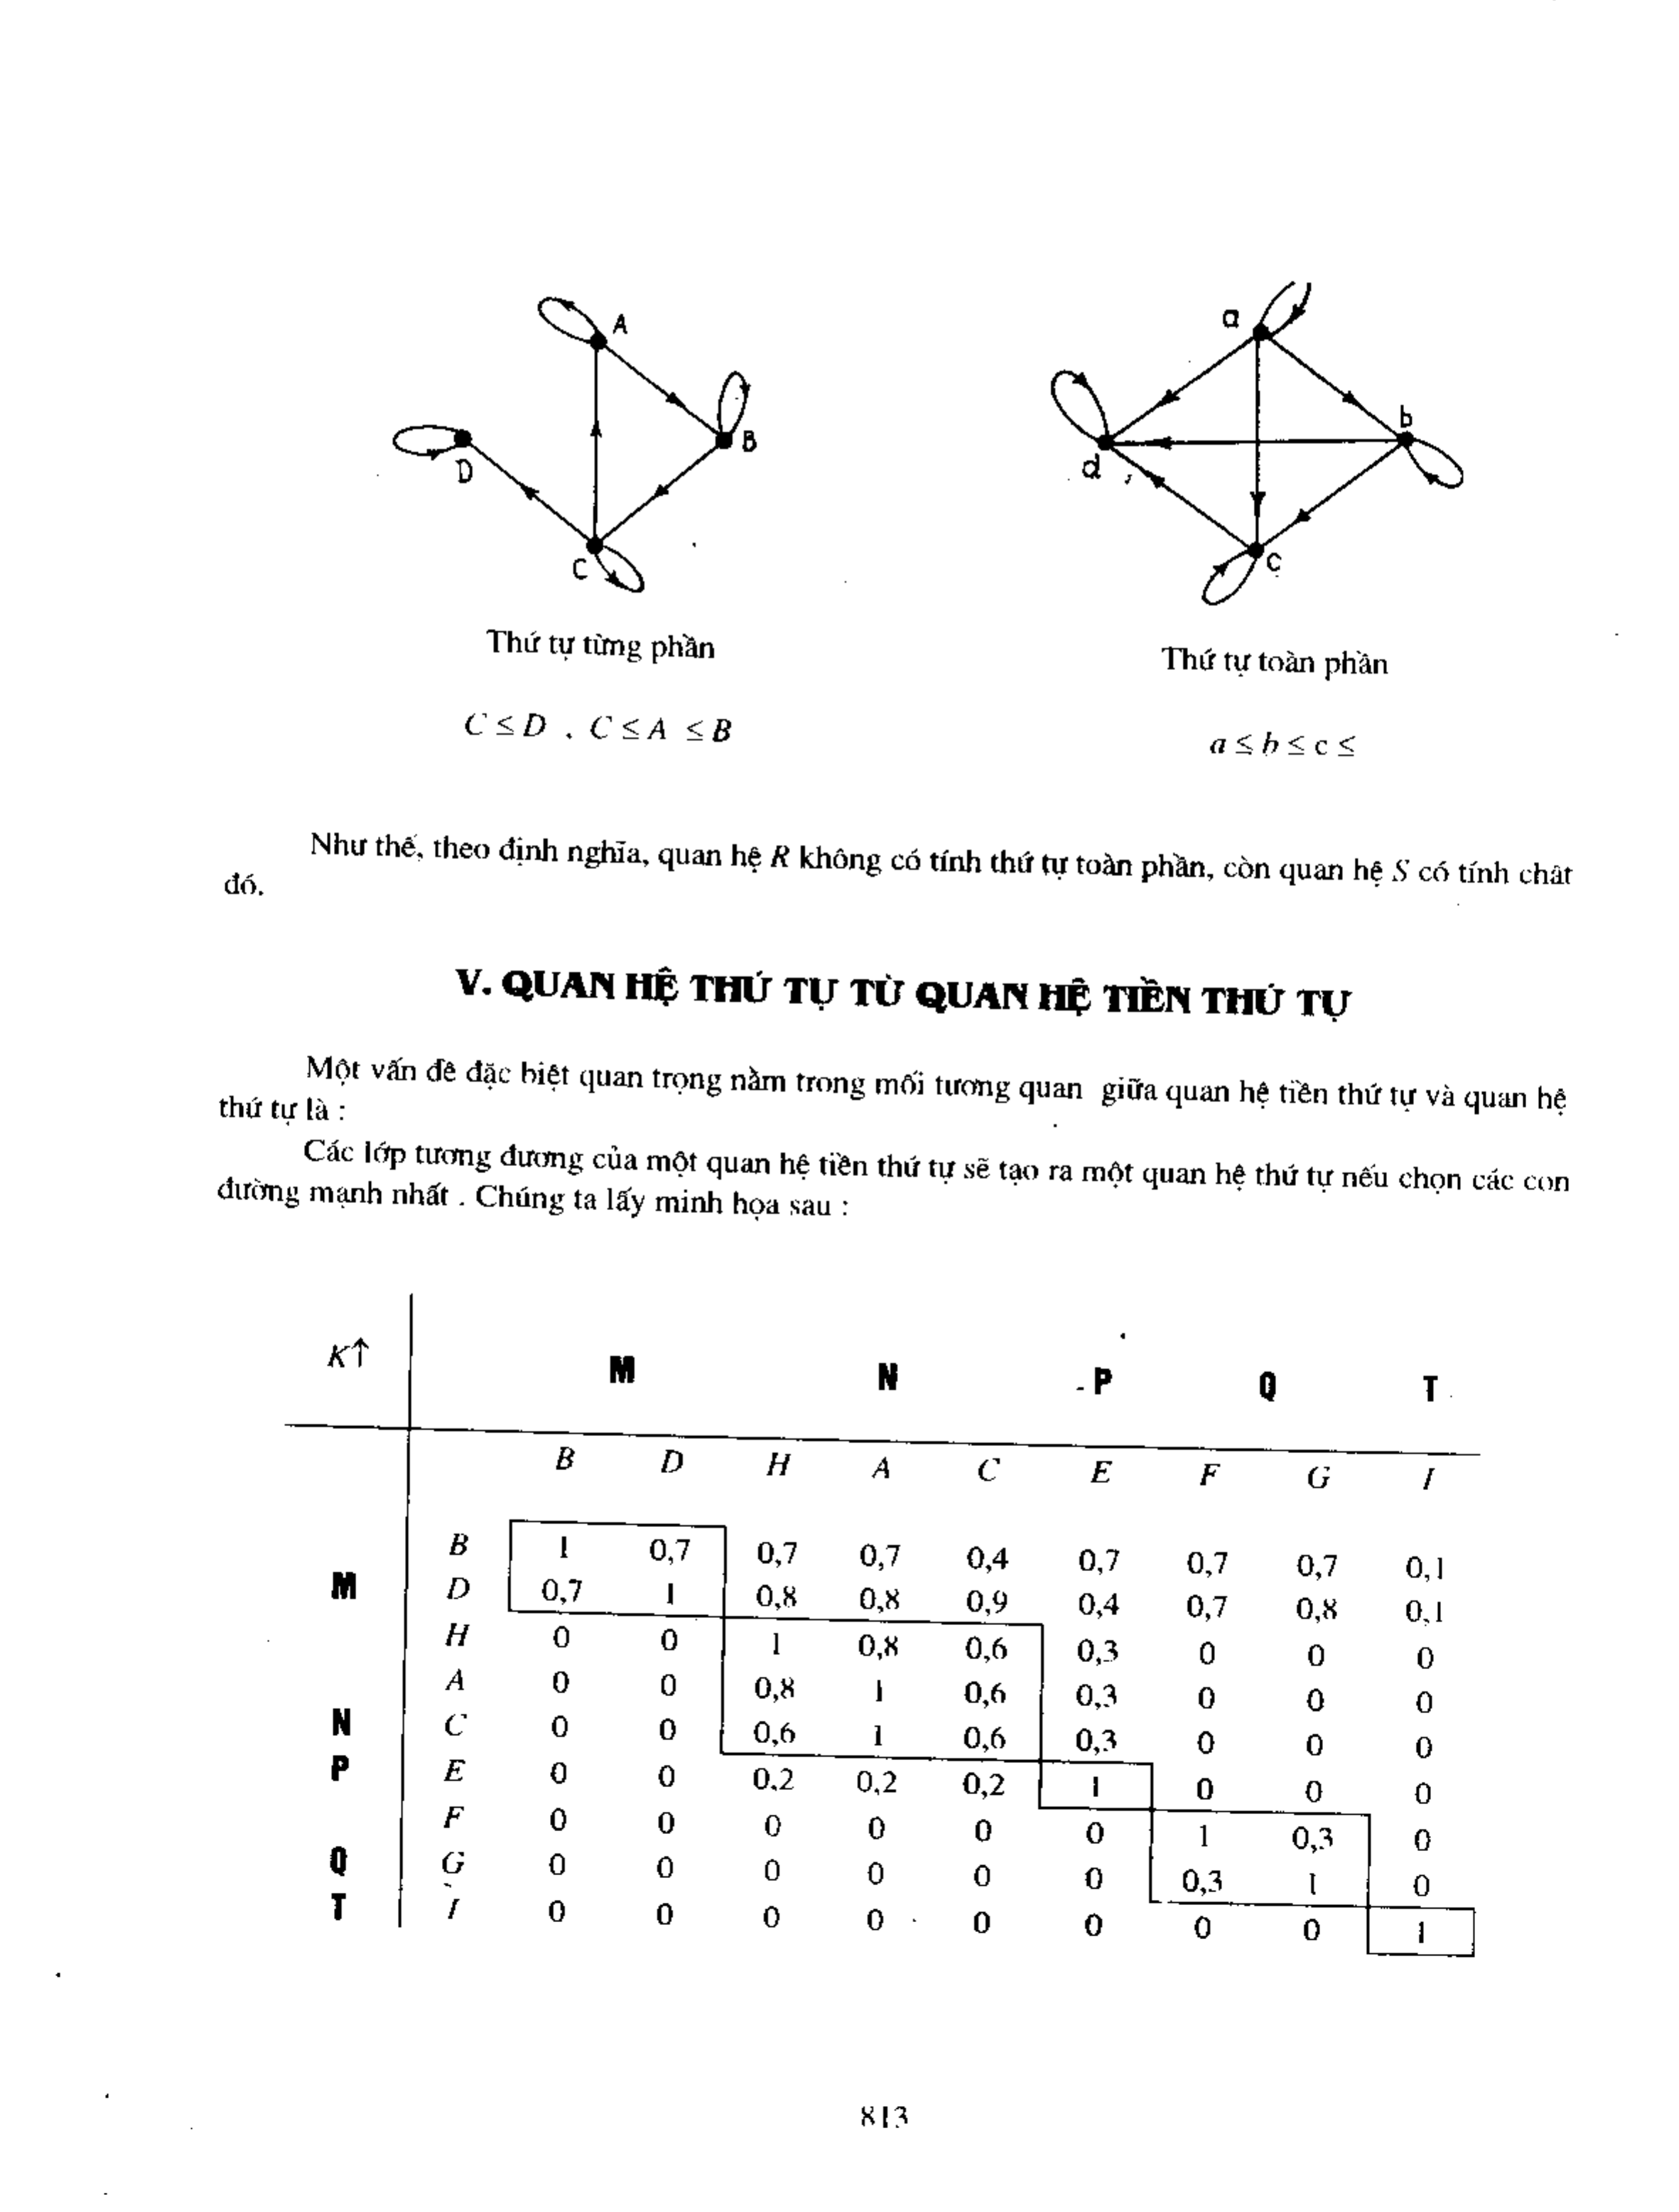 A
B
D
C
a
b
d
c
Thứ tự từng phần
Thứ tự toàn phần
C ≤ D , C ≤ A ≤ B
a ≤ b ≤ c ≤
Như thế, theo định nghĩa, quan hệ R không có tính thứ tự toàn phần, còn quan hệ S có tính chât
đó.
V. QUAN HỆ THỨ TỰ TỪ QUAN HỆ TIỀN THỨ TỰ
Một vấn đê đặc biệt quan trọng nằm trong mối tương quan giữa quan hệ tiền thứ tự và quan hệ
thứ tự là :
Các lớp tương đương của một quan hệ tiền thứ tự sẽ tạo ra một quan hệ thứ tự nếu chọn các con
đường mạnh nhất . Chúng ta lấy minh họa sau :
K↑ M N P Q T
B D H A C E F G I
B 1 0,7 0,7 0,7 0,4 0,7 0,7 0,7 0,1
M D 0,7 1 0,8 0,8 0,9 0,4 0,7 0,8 0,1
H 0 0 1 0,8 0,6 0,3 0 0 0
A 0 0 0,8 1 0,6 0,3 0 0 0
N C 0 0 0,6 1 0,6 0,3 0 0 0
P E 0 0 0,2 0,2 0,2 1 0 0 0
F 0 0 0 0 0 0 1 0,3 0
Q G 0 0 0 0 0 0 0,3 1 0
T I 0 0 0 0 0 0 0 0 1
813